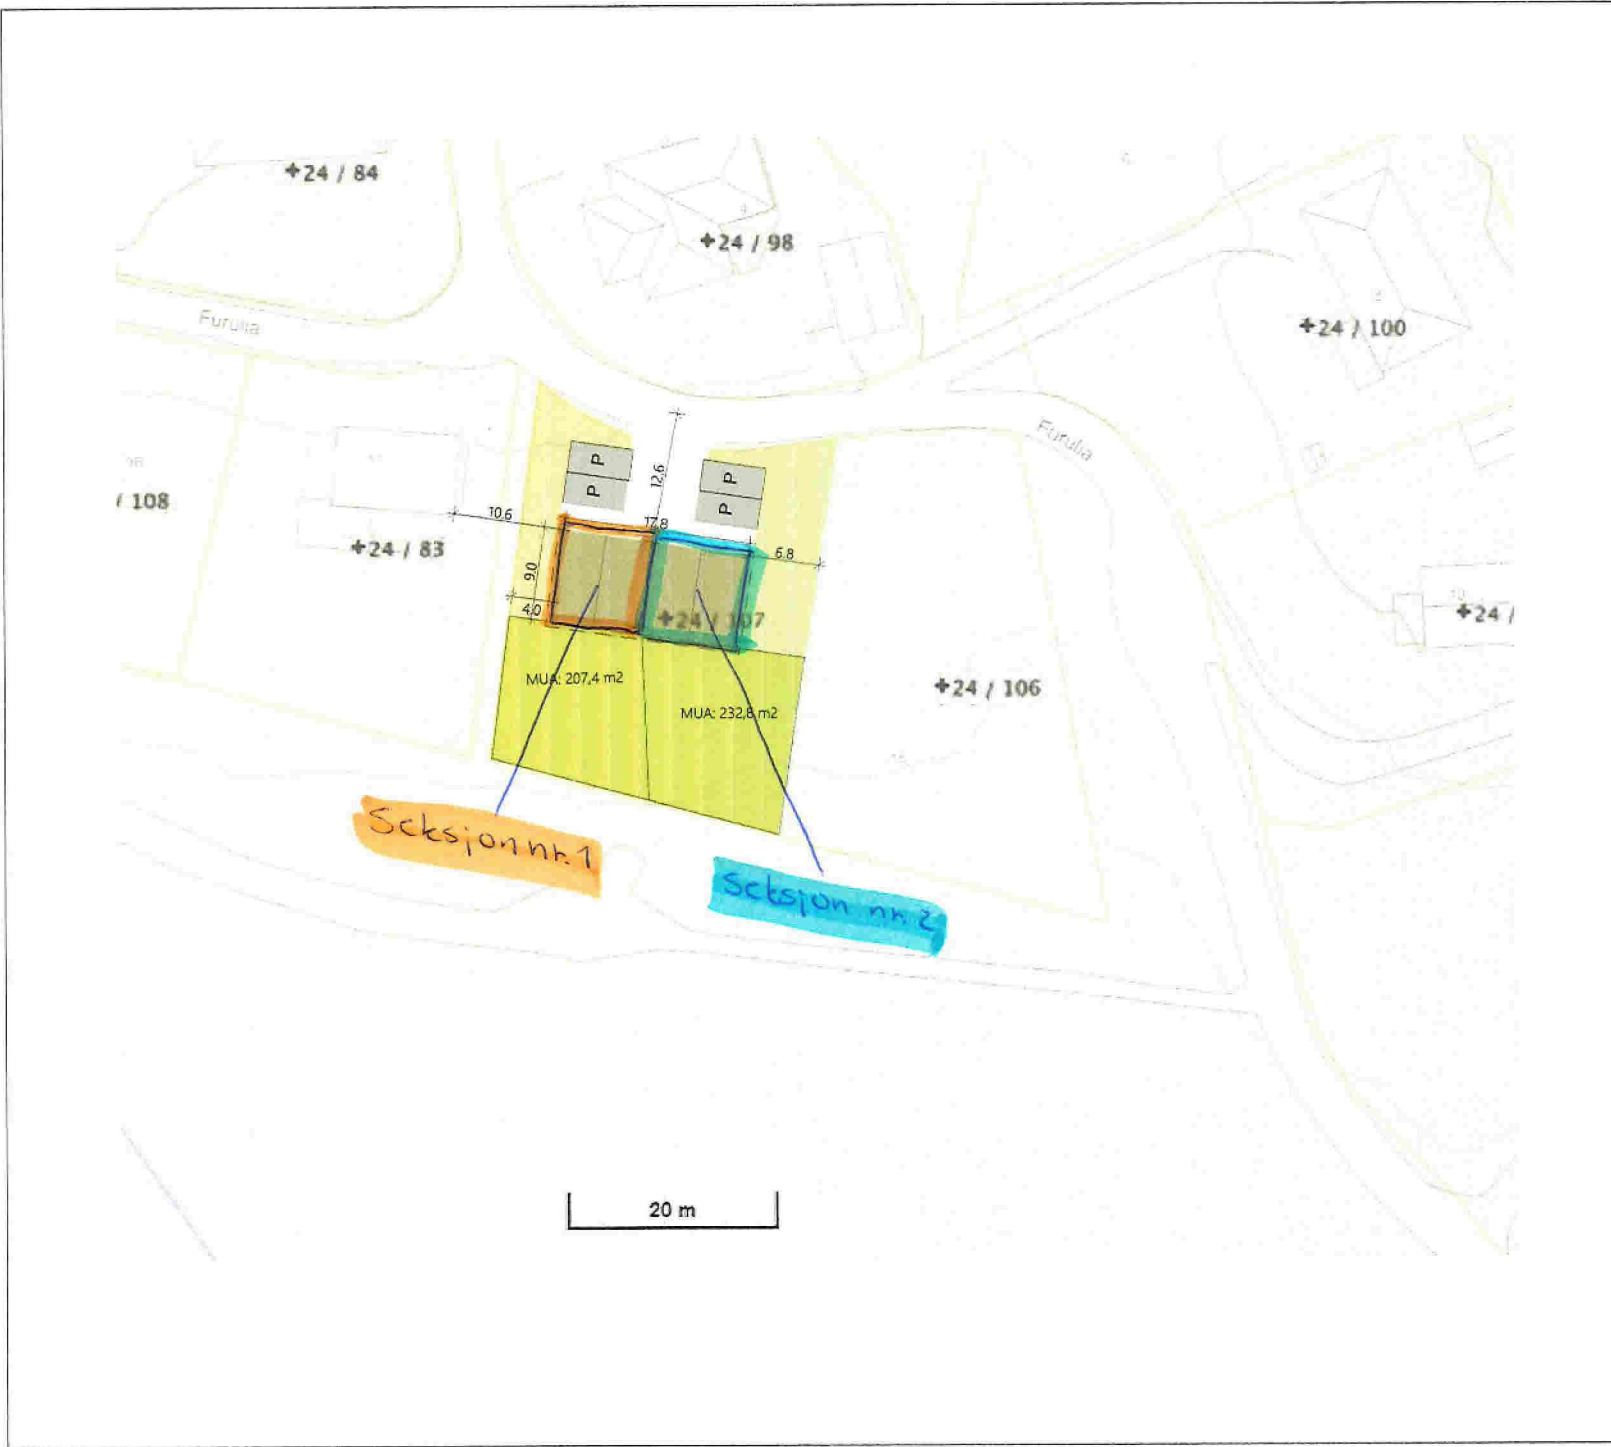 +24 / 84
+24 / 98
+24 / 100
Furulia
Furulia
/ 108
+24 / 83
10.6
12,6
17.8
6.8
9.0
4.0
P
P
P
P
+24 / 107
+24 /
+24 / 106
MUA: 207,4 m2
MUA: 232,8 m2
Seksjon nr. 1
Seksjon nr. 2
20 m